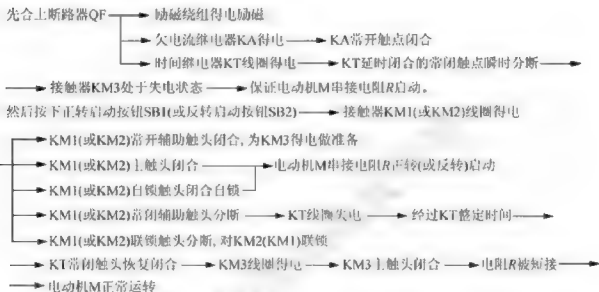 先合上断路器QF → 励磁绕组得电励磁
→ 欠电流继电器KA得电 → KA常开触点闭合
→ 时间继电器KT线圈得电 → KT延时闭合的常闭触点瞬时分断 →
→ 接触器KM3处于失电状态 → 保证电动机M串接电阻R启动。
然后按下正转启动按钮SB1(或反转启动按钮SB2) → 接触器KM1(或KM2)线圈得电
→ KM1(或KM2)常开辅助触头闭合, 为KM3得电做准备
→ KM1(或KM2)主触头闭合 → 电动机M串接电阻R正转(或反转)启动
→ KM1(或KM2)自锁触头闭合自锁
→ KM1(或KM2)常闭辅助触头分断 → KT线圈失电 → 经过KT整定时间 →
→ KM1(或KM2)联锁触头分断, 对KM2(KM1)联锁
→ KT常闭触头恢复闭合 → KM3线圈得电 → KM3主触头闭合 → 电阻R被短接 →
→ 电动机M正常运转